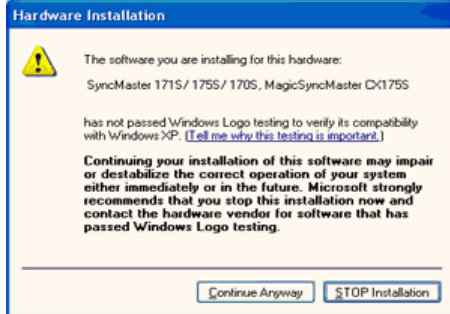 Hardware Installation
The software you are installing for this hardware:
SyncMaster 171S/ 175S/ 170S, MagicSyncMaster CX175S
has not passed Windows Logo testing to verify its compatibility
with Windows XP. (Tell me why this testing is important.)
Continuing your installation of this software may impair
or destabilize the correct operation of your system
either immediately or in the future. Microsoft strongly
recommends that you stop this installation now and
contact the hardware vendor for software that has
passed Windows Logo testing.
Continue Anyway
STOP Installation